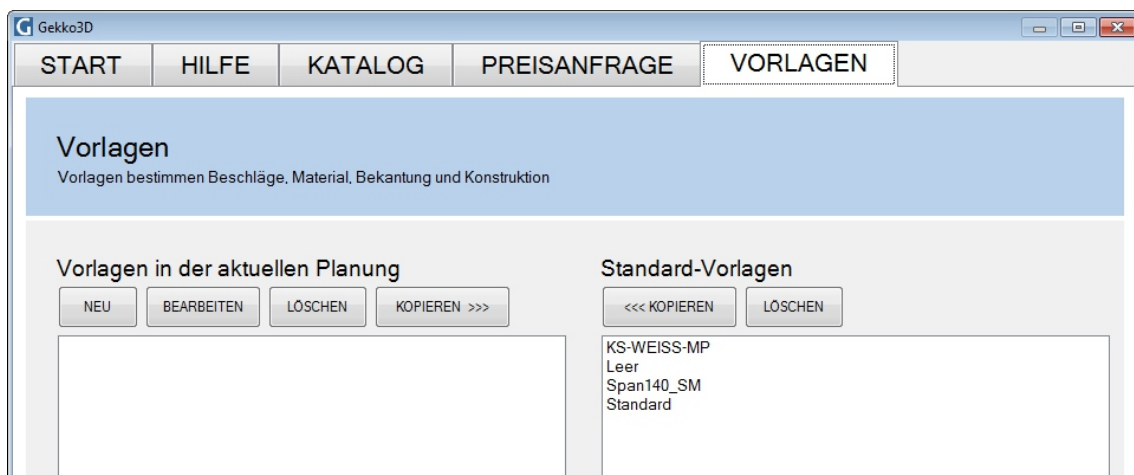 Gekko3D
START HILFE KATALOG PREISANFRAGE VORLAGEN
Vorlagen
Vorlagen bestimmen Beschläge, Material, Bekantung und Konstruktion
Vorlagen in der aktuellen Planung
NEU BEARBEITEN LÖSCHEN KOPIEREN >>>
Standard-Vorlagen
<<< KOPIEREN LÖSCHEN
KS-WEISS-MP
Leer
Span140_SM
Standard